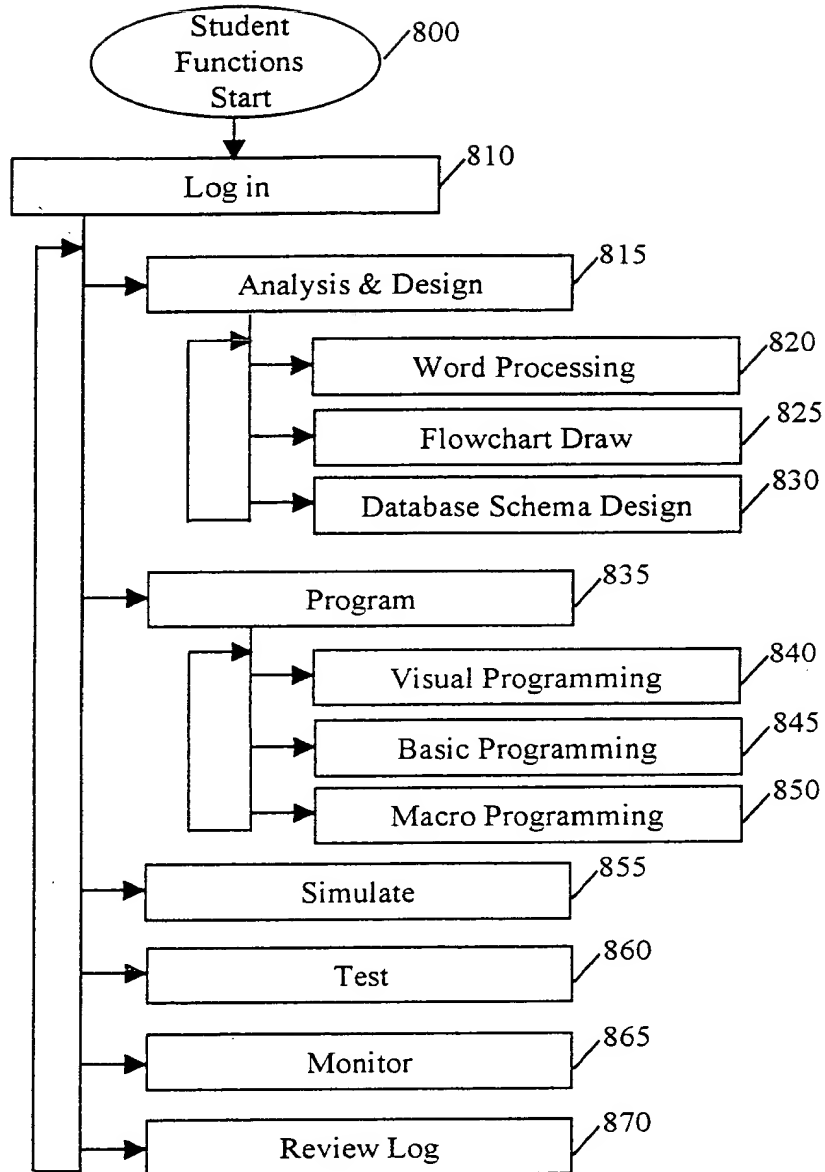 Student
Functions
Start
800
Log in
810
Analysis & Design
815
Word Processing
820
Flowchart Draw
825
Database Schema Design
830
Program
835
Visual Programming
840
Basic Programming
845
Macro Programming
850
Simulate
855
Test
860
Monitor
865
Review Log
870